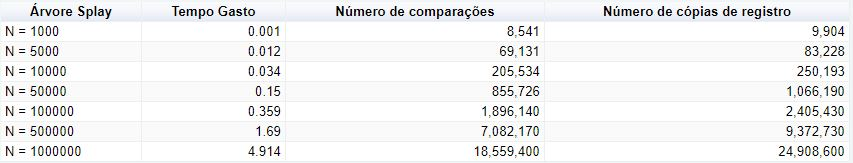 Árvore Splay Tempo Gasto Número de comparações Número de cópias de registro
N = 1000 0.001 8,541 9,904
N = 5000 0.012 69,131 83,228
N = 10000 0.034 205,534 250,193
N = 50000 0.15 855,726 1,066,190
N = 100000 0.359 1,896,140 2,405,430
N = 500000 1.69 7,082,170 9,372,730
N = 1000000 4.914 18,559,400 24,908,600